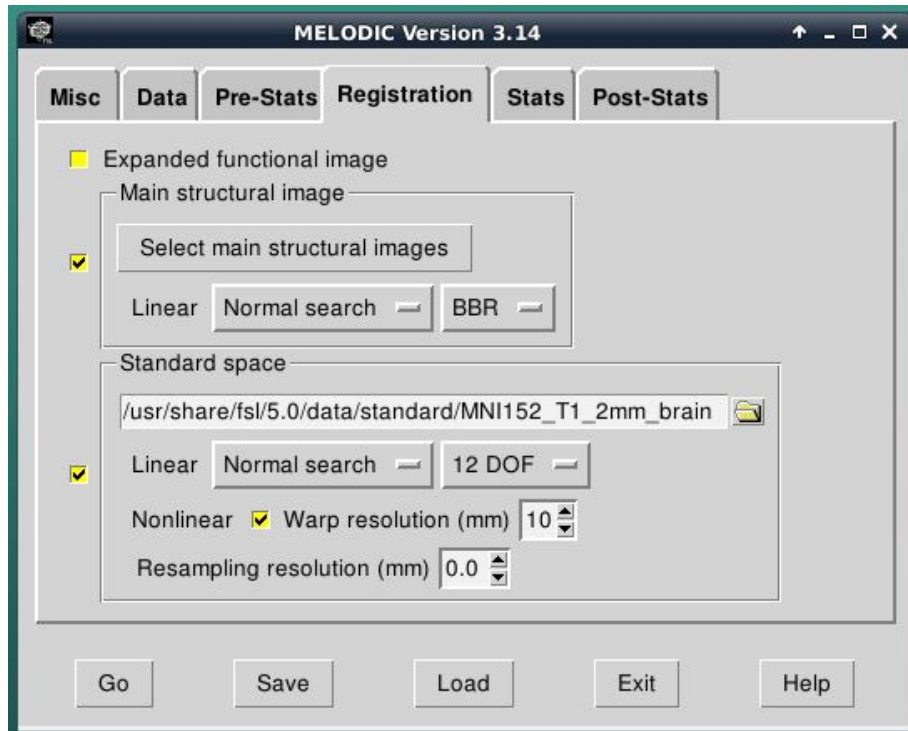 MELODIC Version 3.14
Misc Data Pre-Stats Registration Stats Post-Stats
Expanded functional image
Main structural image
Select main structural images
Linear Normal search BBR
Standard space
/usr/share/fsl/5.0/data/standard/MNI152_T1_2mm_brain
Linear Normal search 12 DOF
Nonlinear Warp resolution (mm) 10
Resampling resolution (mm) 0.0
Go Save Load Exit Help